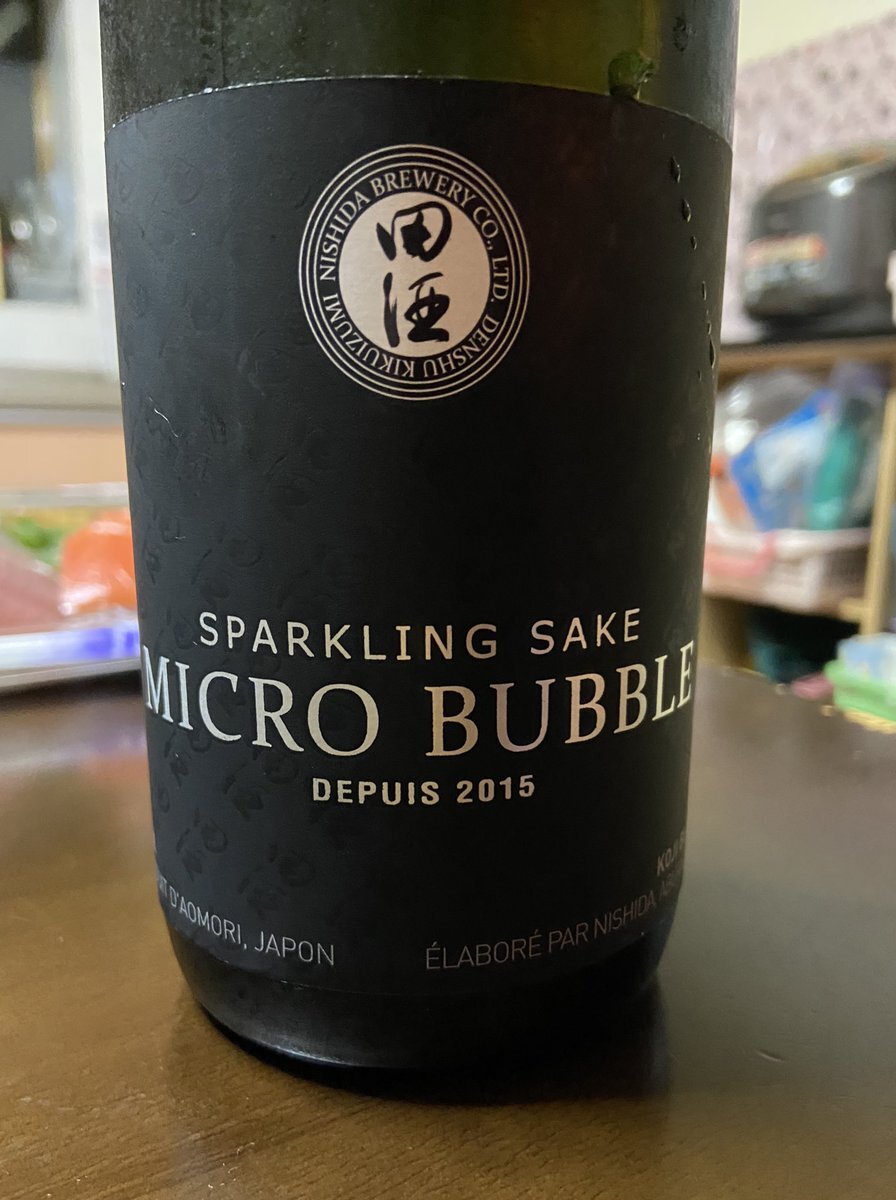 NISHIDA BREWERY CO., LTD. DENSHU KIKUIZUMI
田酒
SPARKLING SAKE
MICRO BUBBLE
DEPUIS 2015
D'AOMORI, JAPON
ÉLABORÉ PAR NISHIDA